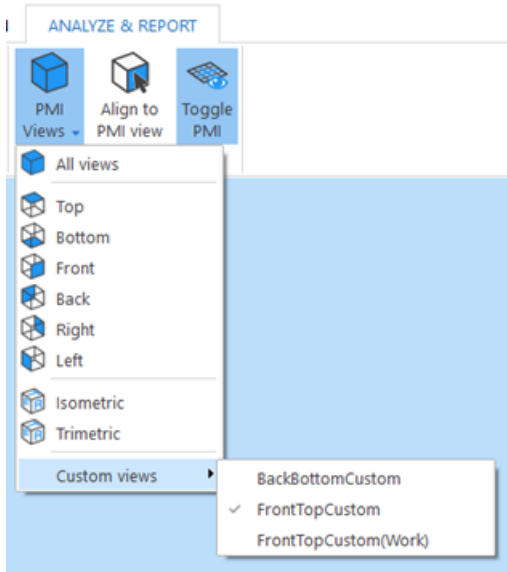 ANALYZE & REPORT
PMI Views
Align to PMI view
Toggle PMI
All views
Top
Bottom
Front
Back
Right
Left
Isometric
Trimetric
Custom views
BackBottomCustom
FrontTopCustom
FrontTopCustom(Work)